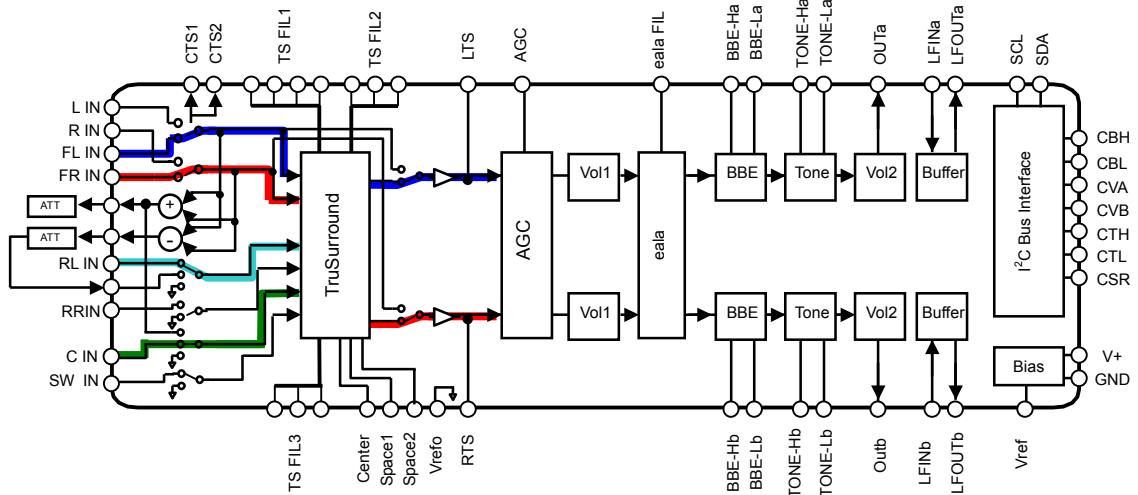 CTS1
CTS2
TS FIL1
TS FIL2
LTS
AGC
eala FIL
BBE-Ha
BBE-La
TONE-Ha
TONE-La
OUTa
LFINa
LFOUTa
SCL
SDA
L IN
R IN
FL IN
FR IN
ATT
+
ATT
-
RL IN
RRIN
C IN
SW IN
TruSurround
AGC
Vol1
eala
BBE
Tone
Vol2
Buffer
Vol1
BBE
Tone
Vol2
Buffer
I²C Bus Interface
Bias
CBH
CBL
CVA
CVB
CTH
CTL
CSR
V+
GND
TS FIL3
Center
Space1
Space2
Vrefo
RTS
BBE-Hb
BBE-Lb
TONE-Hb
TONE-Lb
Outb
LFINb
LFOUTb
Vref